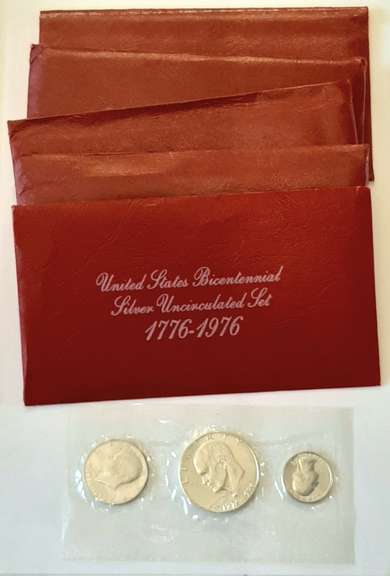 United States Bicentennial
Silver Uncirculated Set
1776-1976